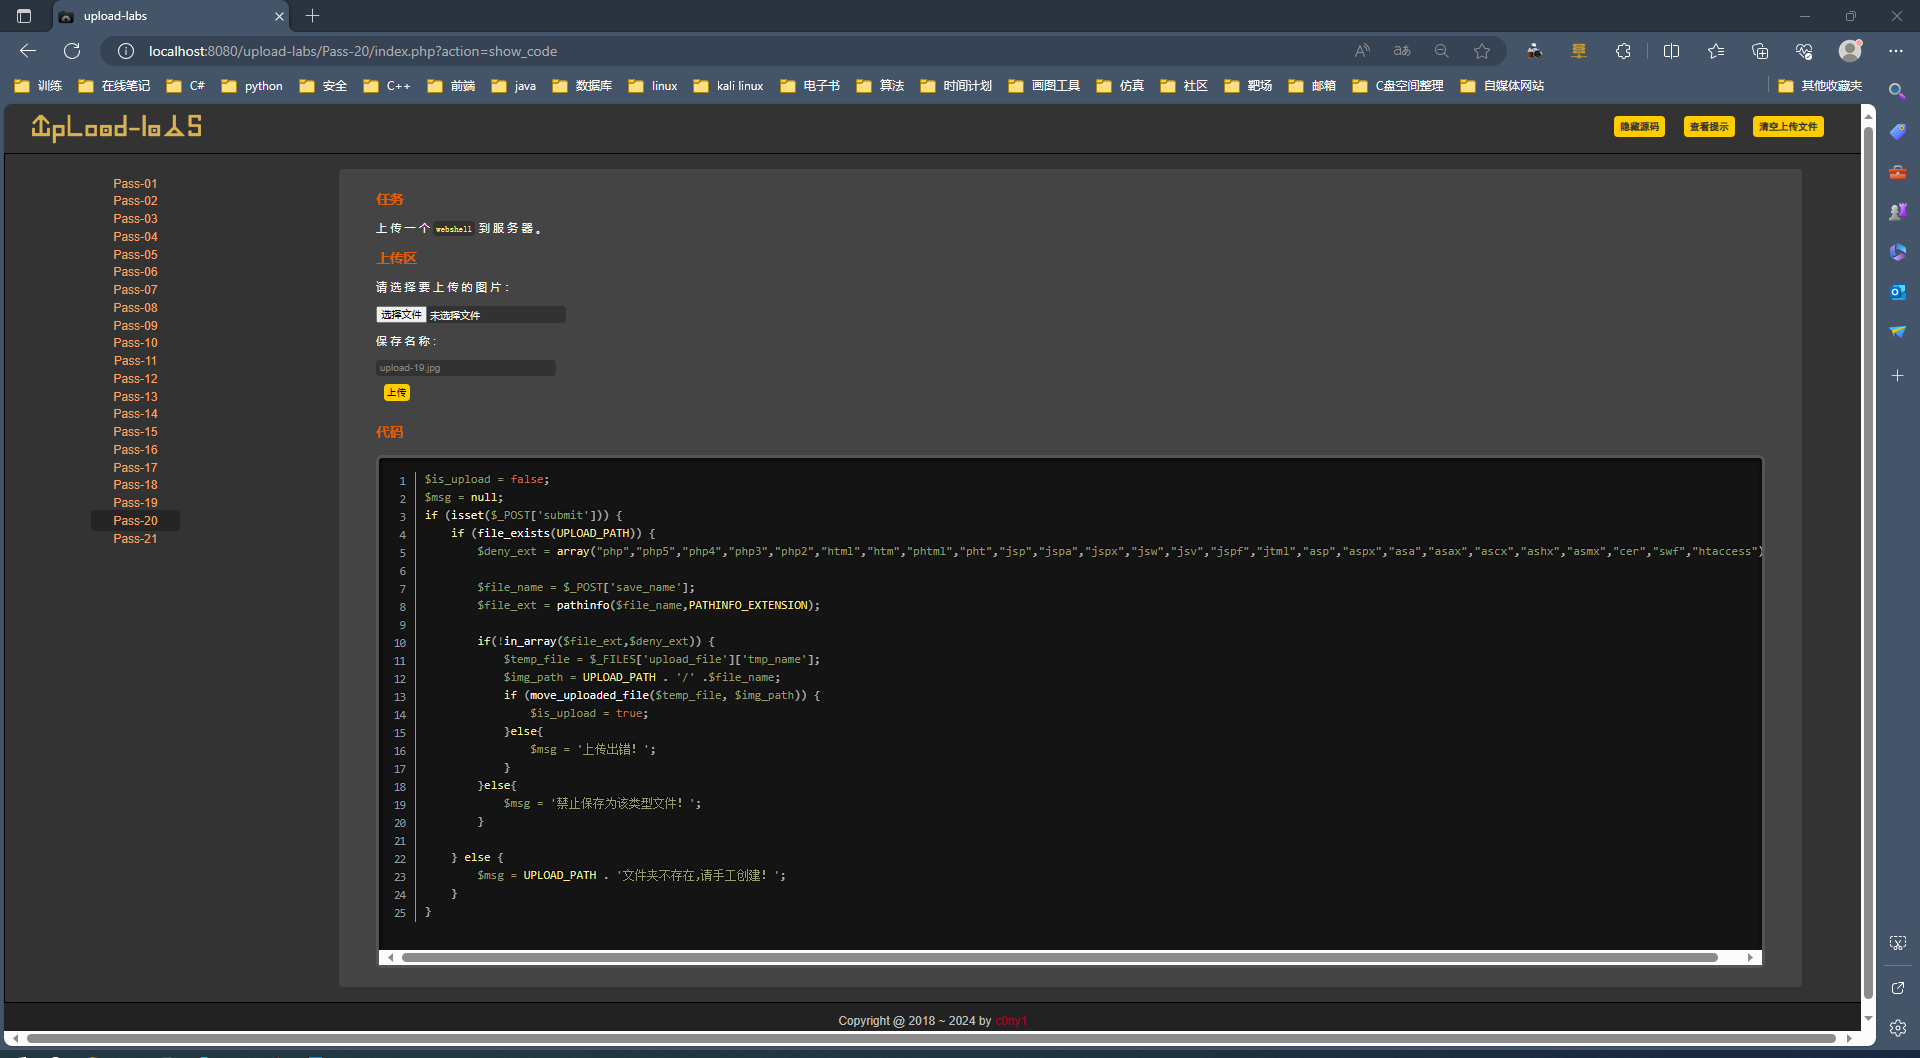 upload-labs
localhost:8080/upload-labs/Pass-20/index.php?action=show_code
训练 在线笔记 C# python 安全 C++ 前端 java 数据库 linux kali linux 电子书 算法 时间计划 画图工具 仿真 社区 靶场 邮箱 C盘空间整理 自媒体网站 其他收藏夹
UpLoad-labS
隐藏源码 查看提示 清空上传文件
Pass-01
Pass-02
Pass-03
Pass-04
Pass-05
Pass-06
Pass-07
Pass-08
Pass-09
Pass-10
Pass-11
Pass-12
Pass-13
Pass-14
Pass-15
Pass-16
Pass-17
Pass-18
Pass-19
Pass-20
Pass-21
任务
上传一个 webshell 到服务器。
上传区
请选择要上传的图片：
选择文件 未选择文件
保存名称：
upload-19.jpg
上传
代码
1 $is_upload = false;
2 $msg = null;
3 if (isset($_POST['submit'])) {
4     if (file_exists(UPLOAD_PATH)) {
5         $deny_ext = array("php","php5","php4","php3","php2","html","htm","phtml","pht","jsp","jspa","jspx","jsw","jsv","jspf","jtml","asp","aspx","asa","asax","ascx","ashx","asmx","cer","swf","htaccess")
6
7         $file_name = $_POST['save_name'];
8         $file_ext = pathinfo($file_name,PATHINFO_EXTENSION);
9
10         if(!in_array($file_ext,$deny_ext)) {
11             $temp_file = $_FILES['upload_file']['tmp_name'];
12             $img_path = UPLOAD_PATH . '/' .$file_name;
13             if (move_uploaded_file($temp_file, $img_path)) {
14                 $is_upload = true;
15             }else{
16                 $msg = '上传出错！';
17             }
18         }else{
19             $msg = '禁止保存为该类型文件！';
20         }
21
22     } else {
23         $msg = UPLOAD_PATH . '文件夹不存在,请手工创建！';
24     }
25 }
Copyright @ 2018 ~ 2024 by c0ny1